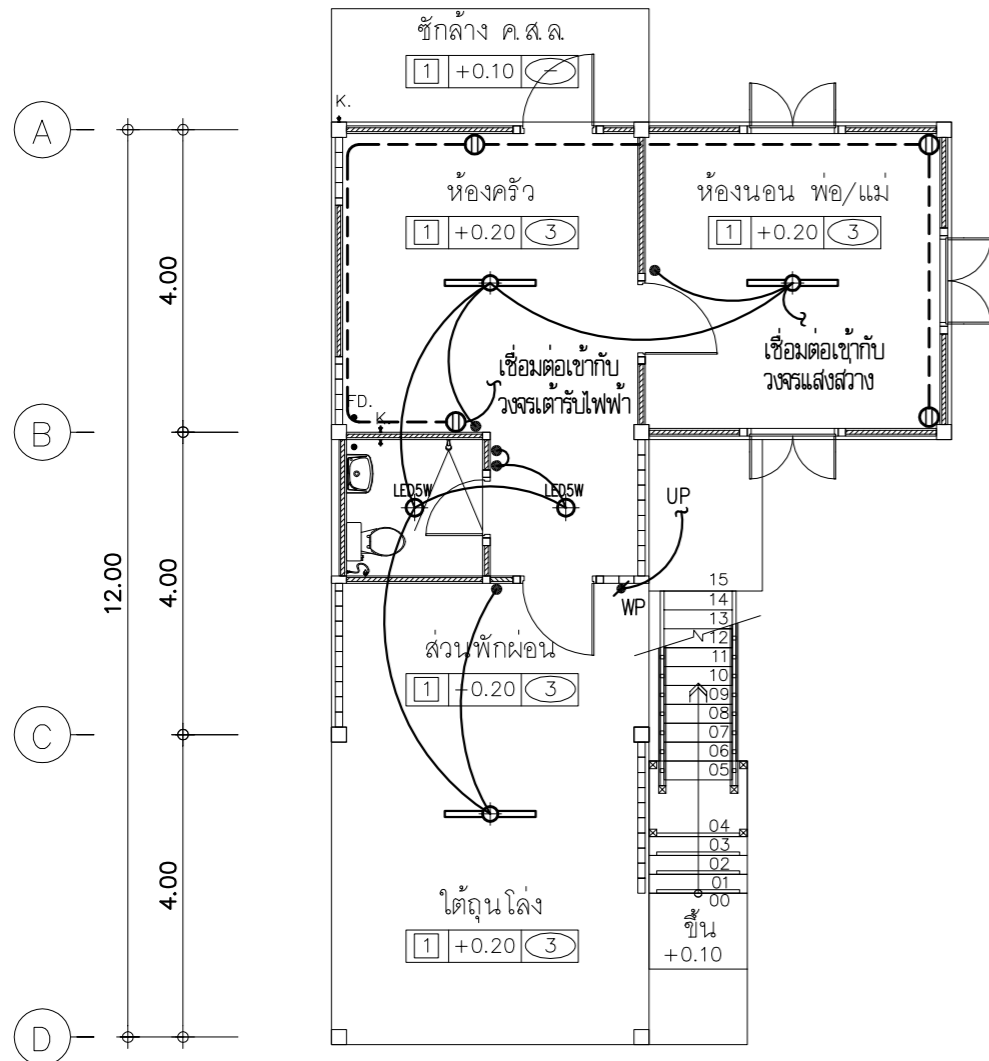 ซักล้าง ค.ส.ล.
1 +0.10 -
K.
A
ห้องครัว
1 +0.20 3
ห้องนอน พ่อ/แม่
1 +0.20 3
4.00
เชื่อมต่อเข้ากับ
วงจรเต้ารับไฟฟ้า
เชื่อมต่อเข้ากับ
วงจรแสงสวาง
FD.
K.
B
LED5W
LED5W
UP
12.00
4.00
WP
ส่วนพักผ่อน
1 +0.20 3
15
14
13
12
11
10
09
08
07
06
05
04
03
02
01
00
N
C
4.00
ใต้ถุนโล่ง
1 +0.20 3
ขึ้น
+0.10
D